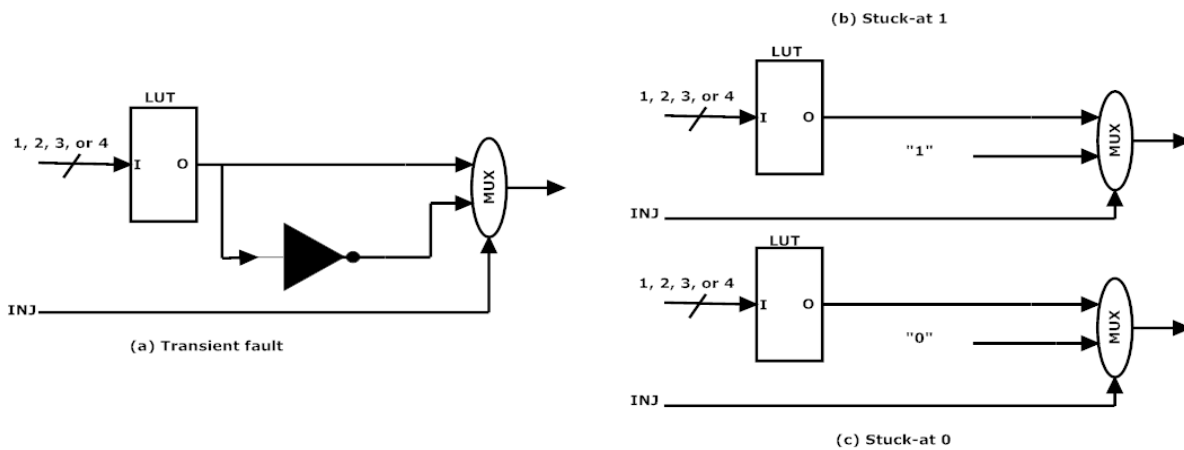 LUT
1, 2, 3, or 4
I O
MUX
INJ
(a) Transient fault
(b) Stuck-at 1
LUT
1, 2, 3, or 4
I O
"1"
MUX
INJ
LUT
1, 2, 3, or 4
I O
"0"
MUX
INJ
(c) Stuck-at 0